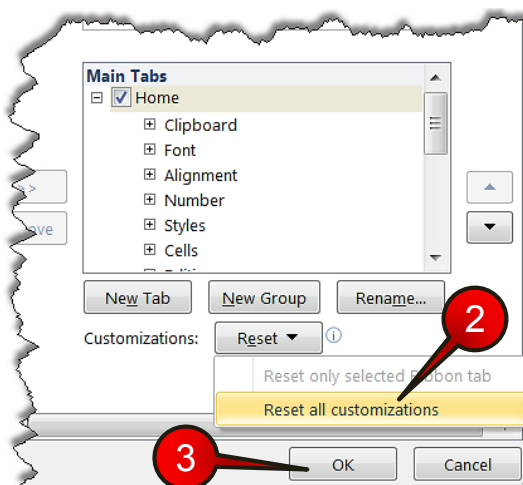 Main Tabs
Home
Clipboard
Font
Alignment
Number
Styles
Cells
>>
New Tab New Group Rename...
Customizations: Reset
2
Reset only selected Ribbon tab
Reset all customizations
3
OK Cancel